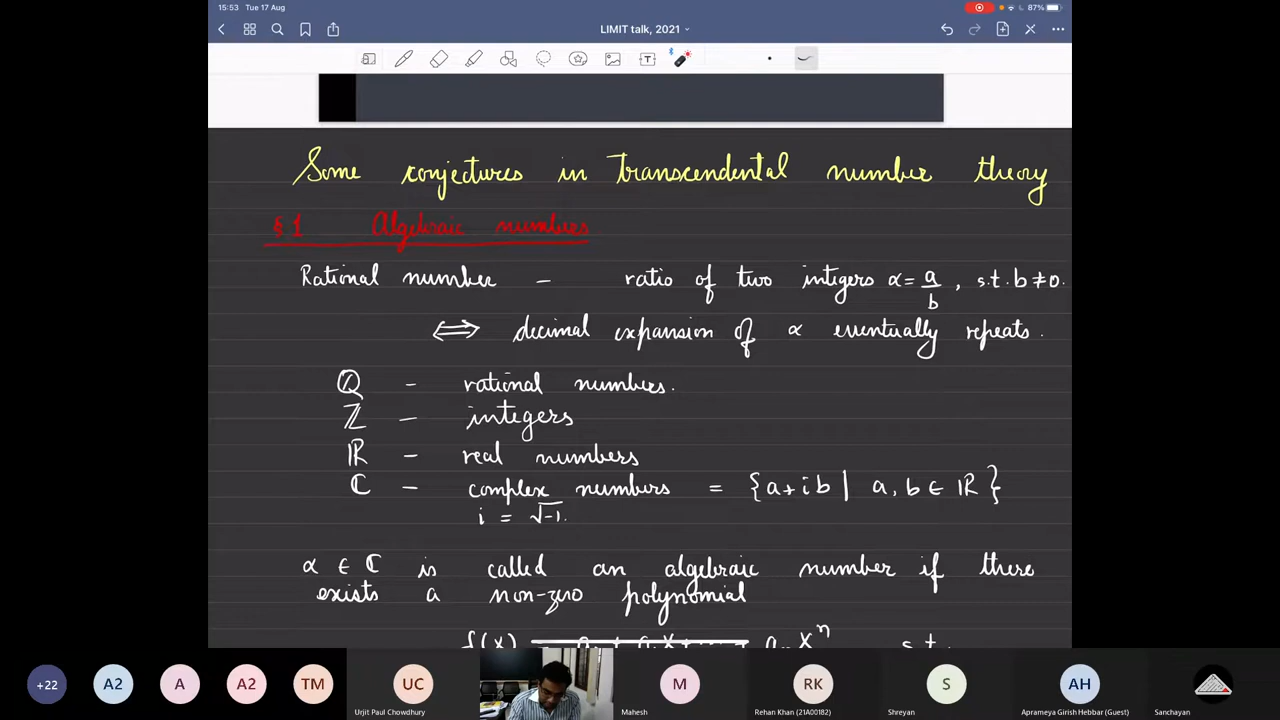 15:53 Tue 17 Aug
87%
LIMIT talk, 2021
Some conjectures in transcendental number theory
§1 Algebraic numbers
Rational number – ratio of two integers α = a/b, s.t. b ≠ 0.
⟺ decimal expansion of α eventually repeats.
ℚ - rational numbers.
ℤ – integers
ℝ – real numbers
ℂ – complex numbers = {a+ib | a, b ∈ ℝ}
i = √-1.
α ∈ ℂ is called an algebraic number if there
exists a non-zero polynomial
f(X) = a₀ + a₁X + ... aₙXⁿ s.t.
+22 A2 A A2 TM UC M RK S AH
Urjit Paul Chowdhury Mahesh Rehan Khan (21A00182) Shreyan Aprameya Girish Hebbar (Guest) Sanchayan